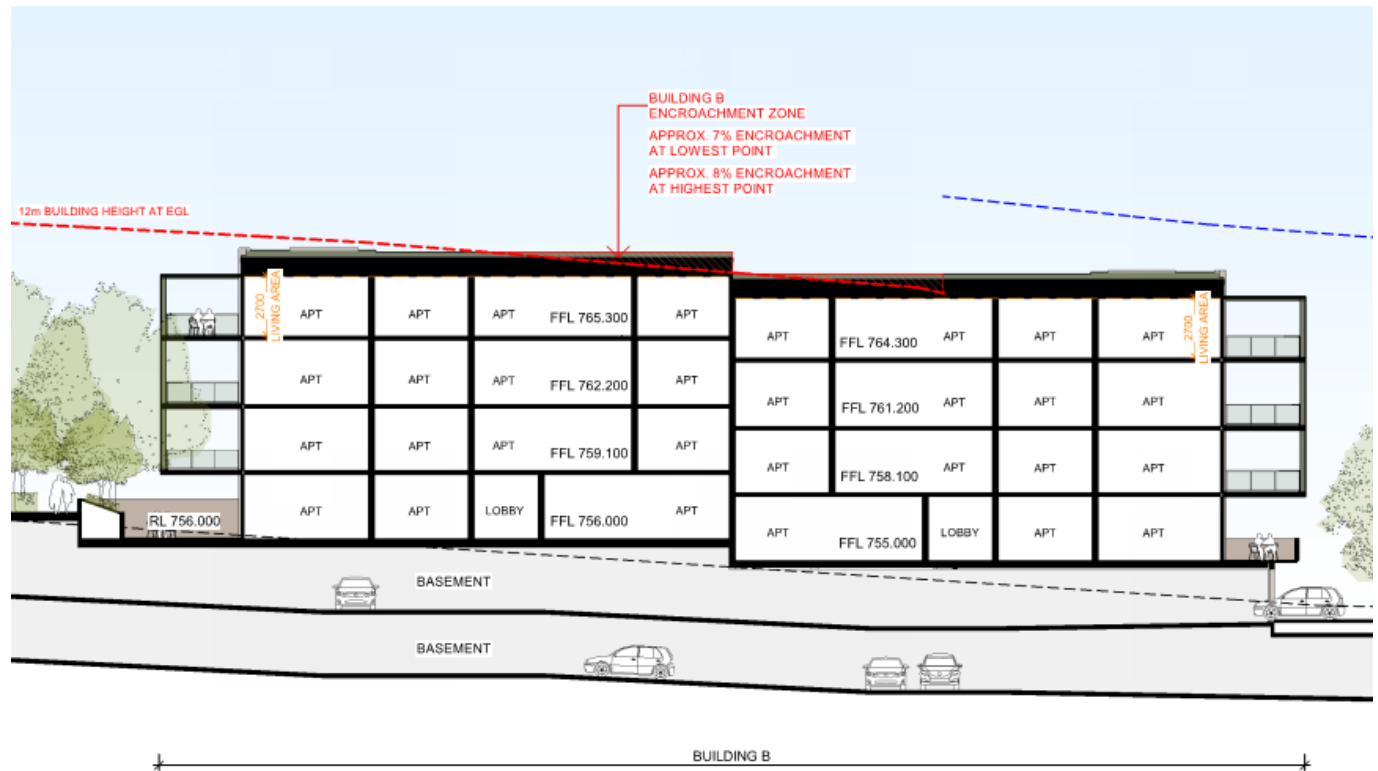 BUILDING B
ENCROACHMENT ZONE
APPROX. 7% ENCROACHMENT
AT LOWEST POINT
APPROX. 8% ENCROACHMENT
AT HIGHEST POINT
12m BUILDING HEIGHT AT EGL
2700
LIVING AREA
APT
APT
APT
FFL 765.300
APT
APT
FFL 764.300
APT
APT
APT
2700
LIVING AREA
APT
APT
APT
FFL 762.200
APT
APT
FFL 761.200
APT
APT
APT
APT
APT
APT
FFL 759.100
APT
APT
FFL 758.100
APT
APT
APT
RL 756.000
APT
APT
LOBBY
FFL 756.000
APT
APT
FFL 755.000
LOBBY
APT
APT
BASEMENT
BASEMENT
BUILDING B